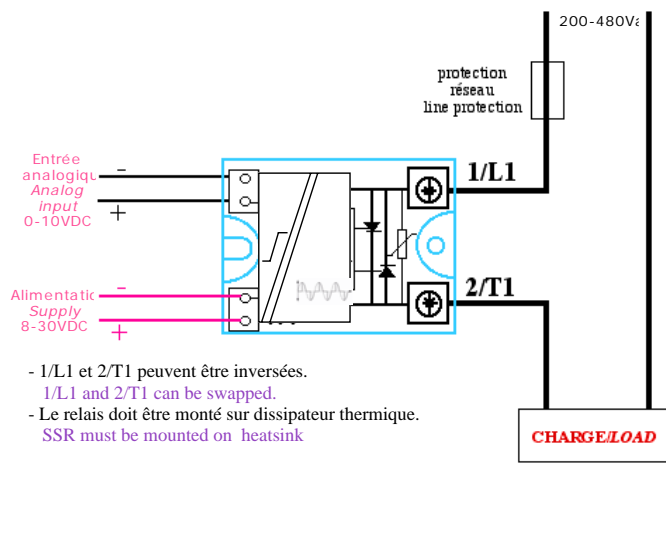 200-480Va
protection
réseau
line protection
1/L1
Entrée
analogiqu
Analog
input
0-10VDC
-
+
2/T1
Alimentatio
Supply
8-30VDC
-
+
- 1/L1 et 2/T1 peuvent être inversées.
1/L1 and 2/T1 can be swapped.
- Le relais doit être monté sur dissipateur thermique.
SSR must be mounted on heatsink
CHARGE/LOAD